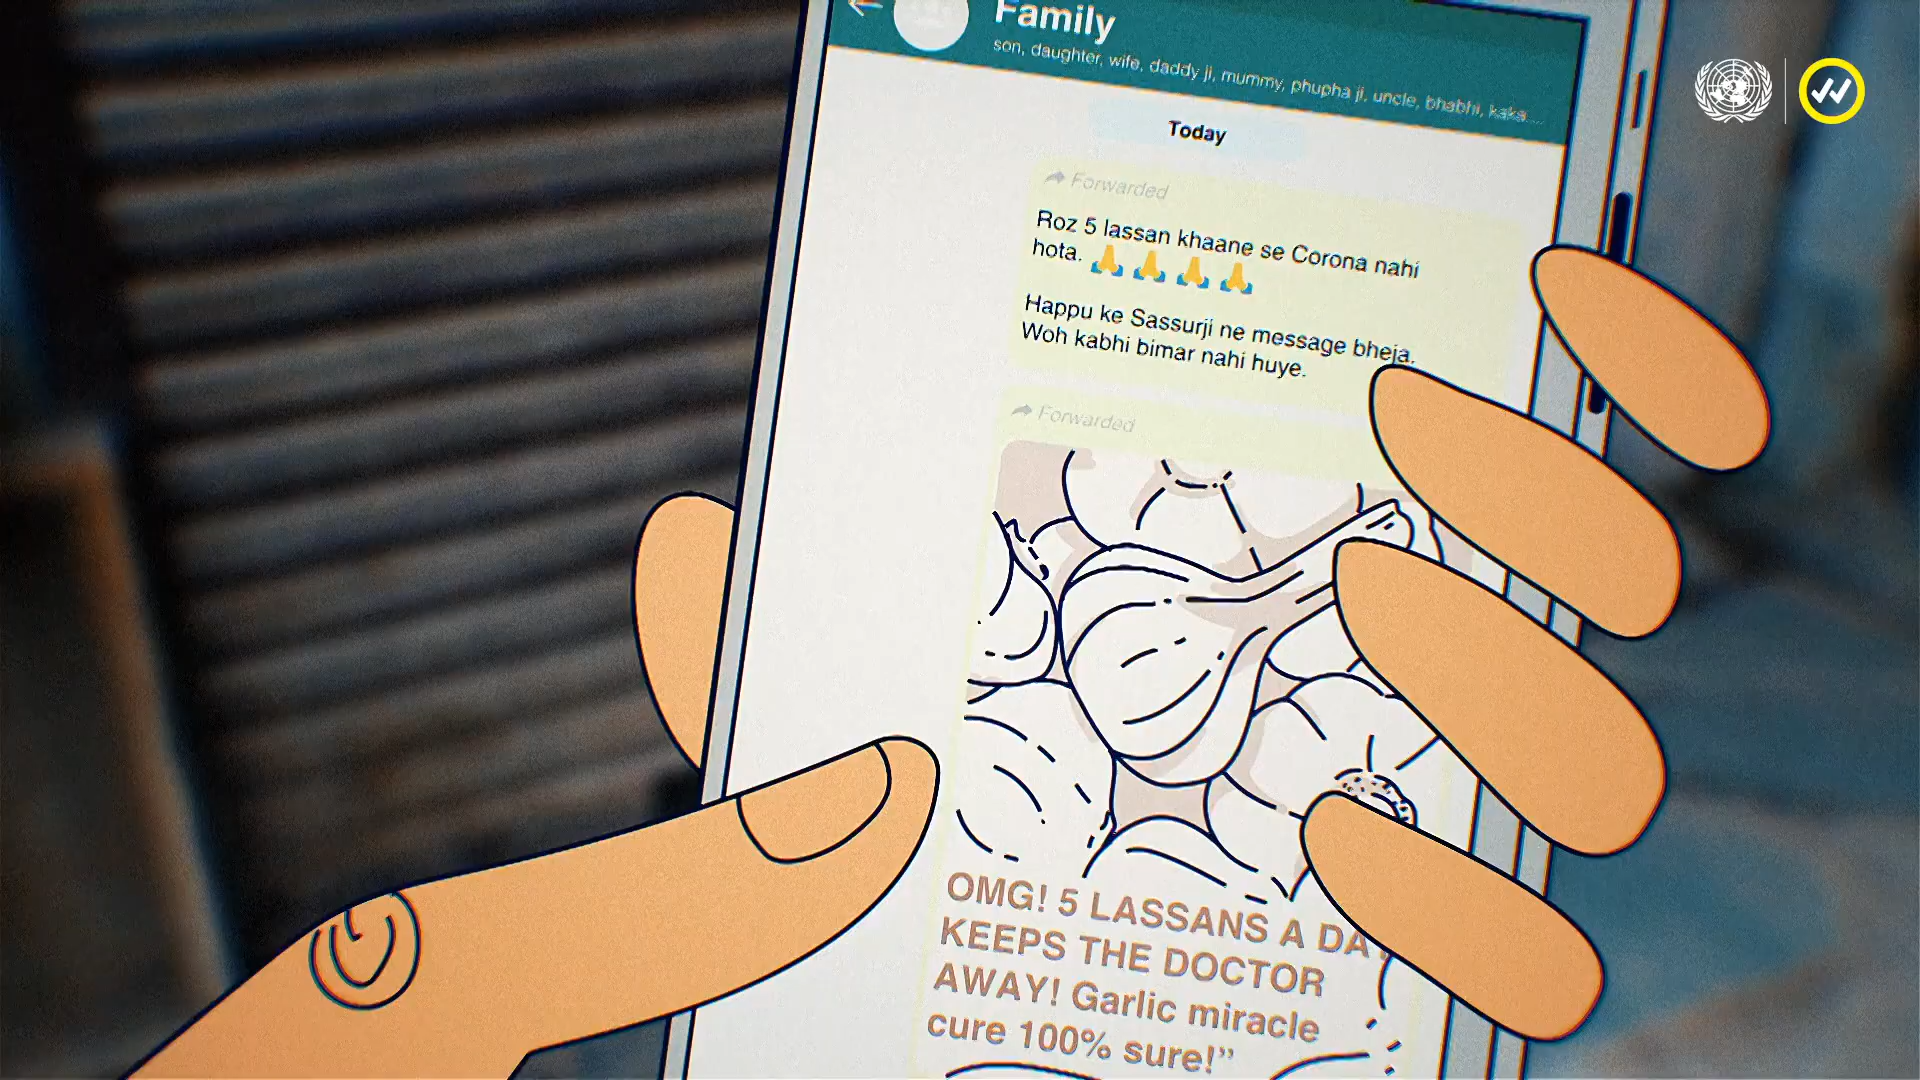 Family
son, daughter, wife, daddy ji, mummy, phupha ji, uncle, bhabhi, kaka...
Today
Forwarded
Roz 5 lassan khaane se Corona nahi
hota. 🙏 🙏 🙏 🙏
Happu ke Sassurji ne message bheja.
Woh kabhi bimar nahi huye.
Forwarded
OMG! 5 LASSANS A DA
KEEPS THE DOCTOR
AWAY! Garlic miracle
cure 100% sure!”